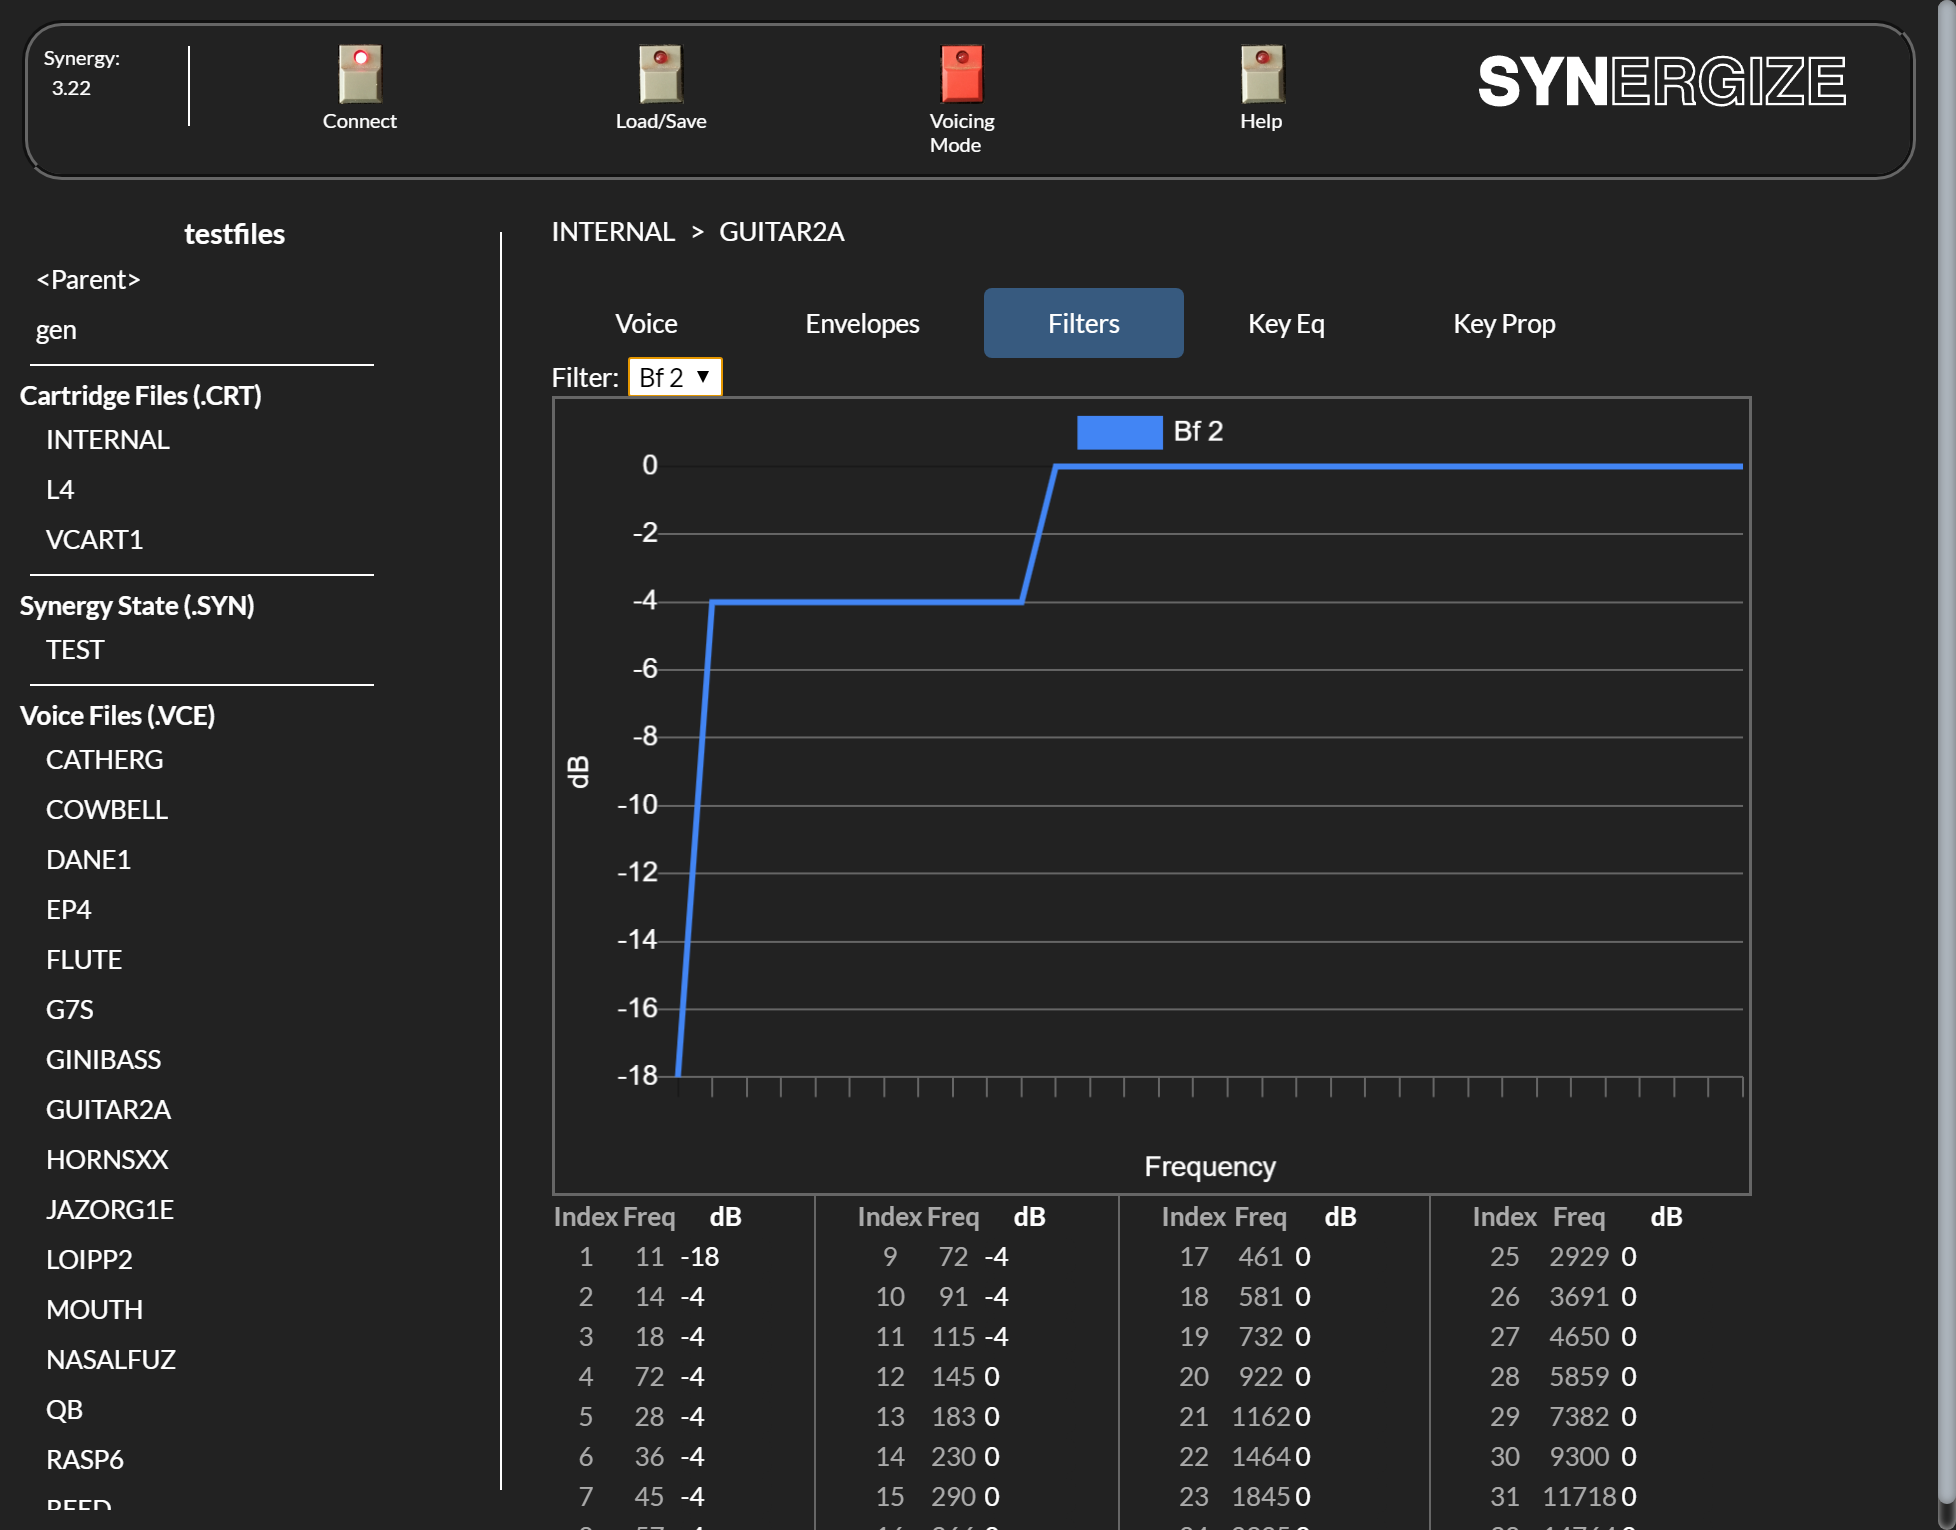 Synergy:
3.22
Connect
Load/Save
Voicing
Mode
Help
SYNERGIZE
testfiles
<Parent>
gen
Cartridge Files (.CRT)
INTERNAL
L4
VCART1
Synergy State (.SYN)
TEST
Voice Files (.VCE)
CATHERG
COWBELL
DANE1
EP4
FLUTE
G7S
GINIBASS
GUITAR2A
HORNSXX
JAZORG1E
LOIPP2
MOUTH
NASALFUZ
QB
RASP6
REED
INTERNAL > GUITAR2A
Voice Envelopes Filters Key Eq Key Prop
Filter: Bf 2 ▼
Bf 2
0
-2
-4
-6
-8
-10
-12
-14
-16
-18
dB
Frequency
Index Freq dB Index Freq dB Index Freq dB Index Freq dB
1 11 -18 9 72 -4 17 461 0 25 2929 0
2 14 -4 10 91 -4 18 581 0 26 3691 0
3 18 -4 11 115 -4 19 732 0 27 4650 0
4 72 -4 12 145 0 20 922 0 28 5859 0
5 28 -4 13 183 0 21 1162 0 29 7382 0
6 36 -4 14 230 0 22 1464 0 30 9300 0
7 45 -4 15 290 0 23 1845 0 31 11718 0